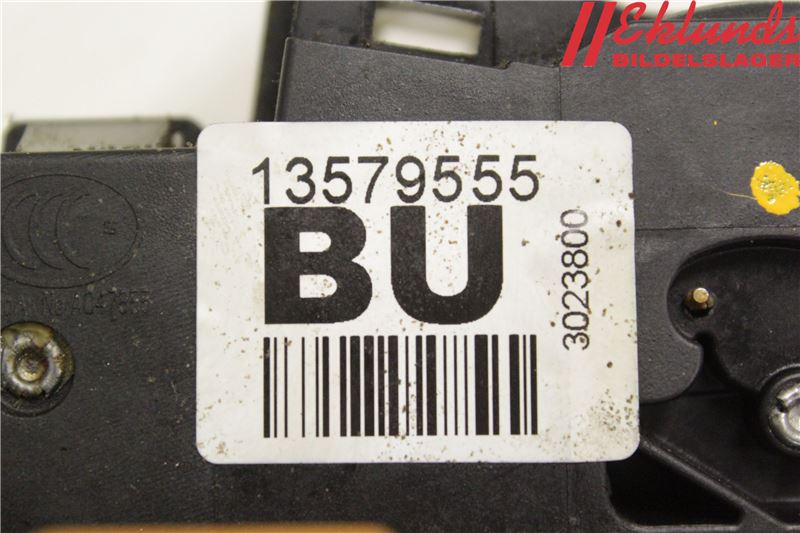 Eklunds
BILDELSLAGER
13579555
BU
3023800
S